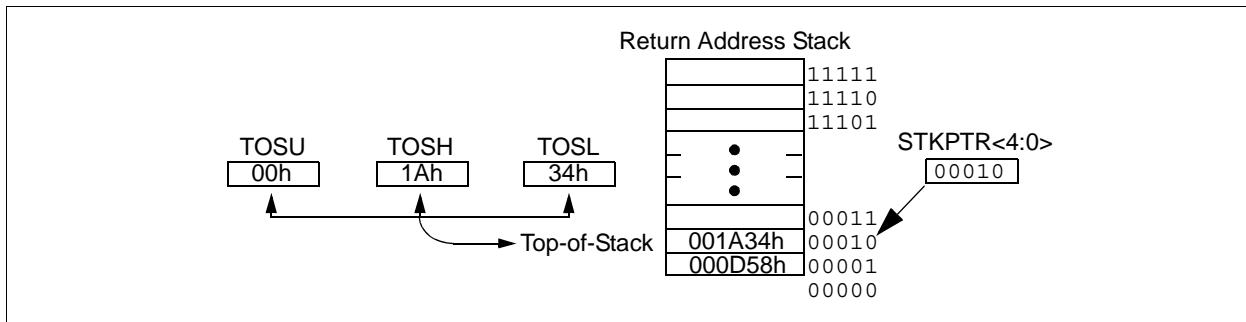 Return Address Stack
11111
11110
11101
TOSU TOSH TOSL
00h 1Ah 34h
STKPTR<4:0>
00010
00011
Top-of-Stack 001A34h 00010
000D58h 00001
00000